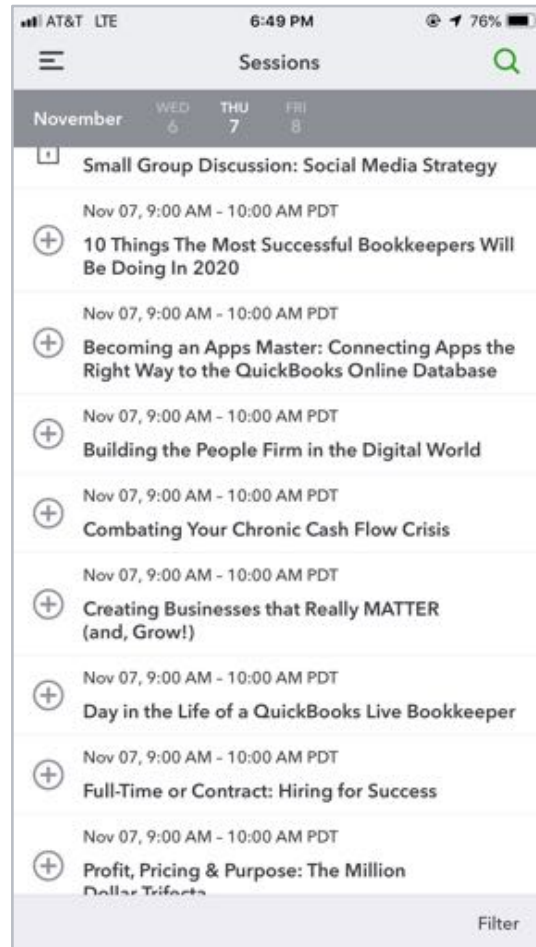 AT&T LTE 6:49 PM 76%
Sessions
November WED 6 THU 7 FRI 8
Small Group Discussion: Social Media Strategy
Nov 07, 9:00 AM – 10:00 AM PDT
10 Things The Most Successful Bookkeepers Will
Be Doing In 2020
Nov 07, 9:00 AM – 10:00 AM PDT
Becoming an Apps Master: Connecting Apps the
Right Way to the QuickBooks Online Database
Nov 07, 9:00 AM – 10:00 AM PDT
Building the People Firm in the Digital World
Nov 07, 9:00 AM – 10:00 AM PDT
Combating Your Chronic Cash Flow Crisis
Nov 07, 9:00 AM – 10:00 AM PDT
Creating Businesses that Really MATTER
(and, Grow!)
Nov 07, 9:00 AM – 10:00 AM PDT
Day in the Life of a QuickBooks Live Bookkeeper
Nov 07, 9:00 AM – 10:00 AM PDT
Full-Time or Contract: Hiring for Success
Nov 07, 9:00 AM – 10:00 AM PDT
Profit, Pricing & Purpose: The Million
Dollar Trifecta
Filter